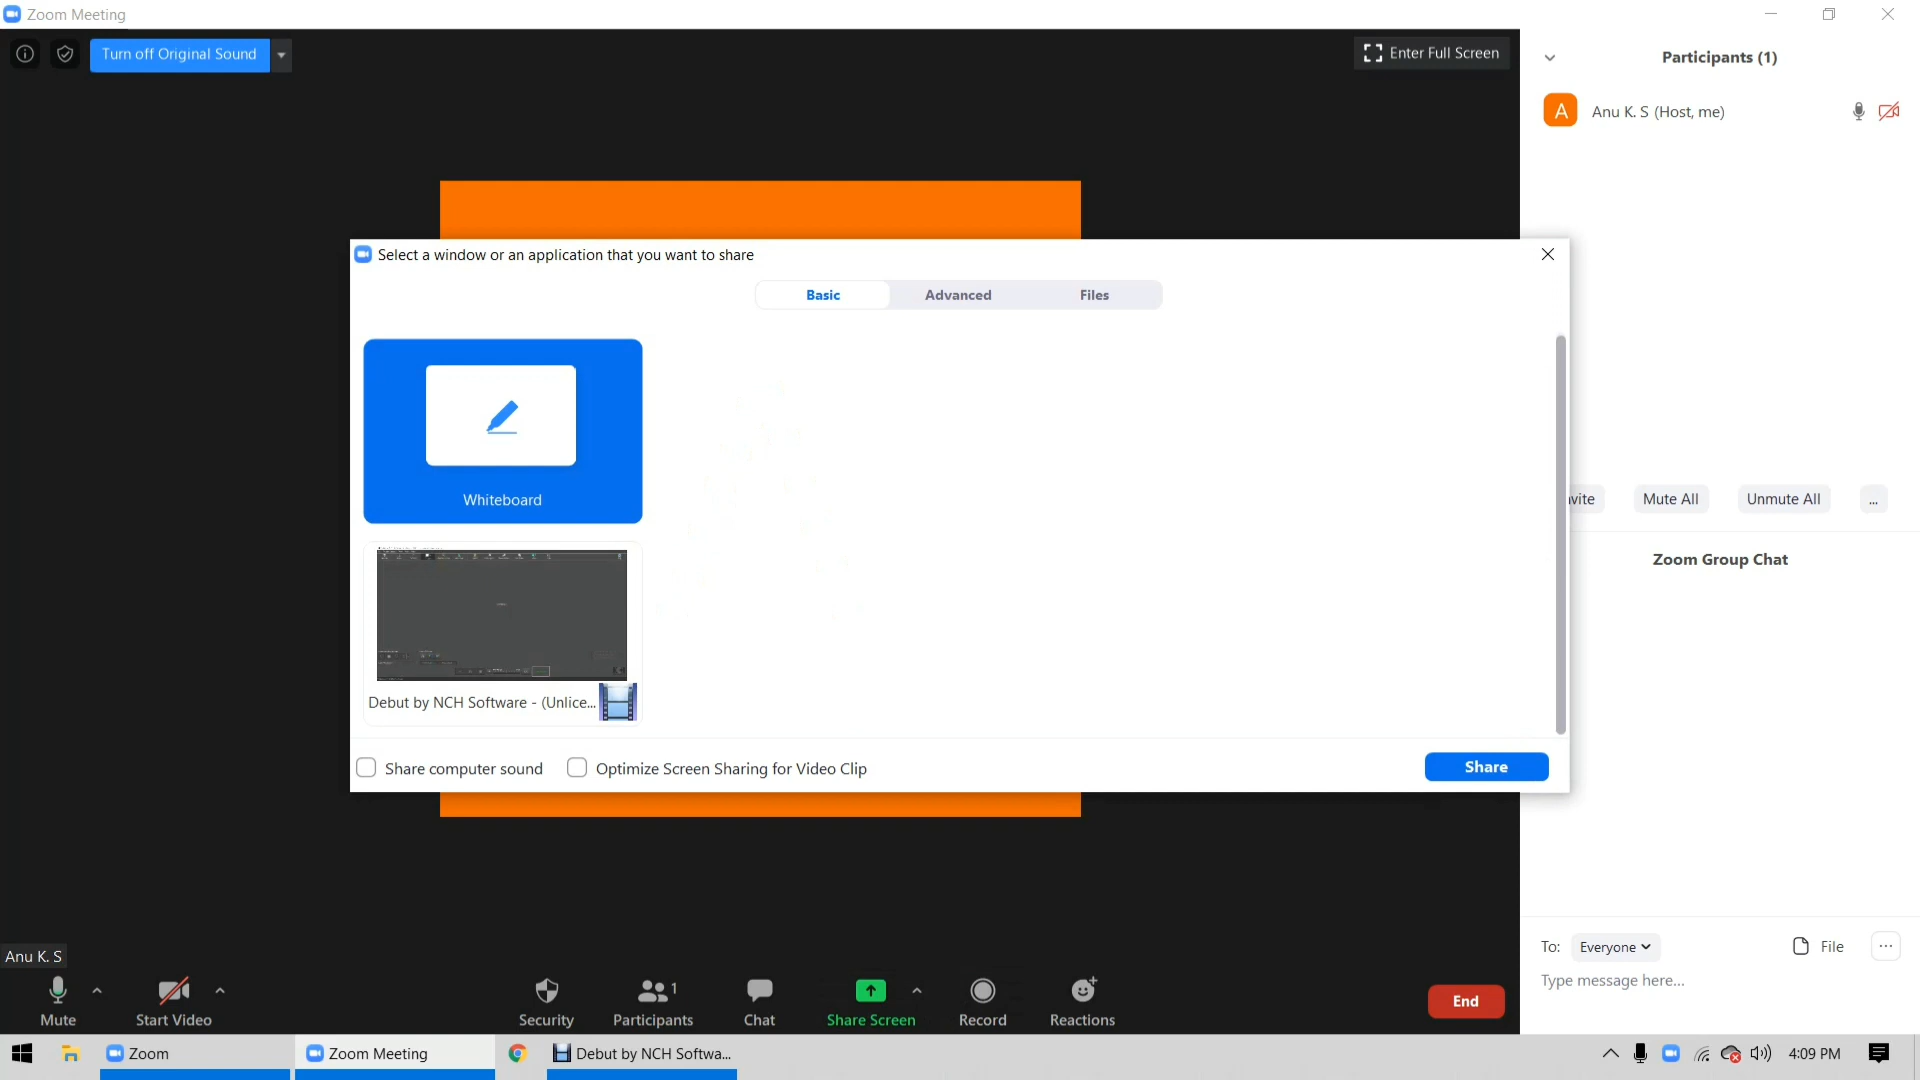 Zoom Meeting
Turn off Original Sound
Enter Full Screen
Participants (1)
A
Anu K. S (Host, me)
Select a window or an application that you want to share
Basic
Advanced
Files
Whiteboard
Debut by NCH Software - (Unlice...
Share computer sound
Optimize Screen Sharing for Video Clip
Share
vite
Mute All
Unmute All
...
Zoom Group Chat
To:
Everyone
File
...
Type message here...
Anu K. S
Mute
Start Video
Security
1
Participants
Chat
Share Screen
Record
Reactions
End
Zoom
Zoom Meeting
Debut by NCH Softwa...
4:09 PM